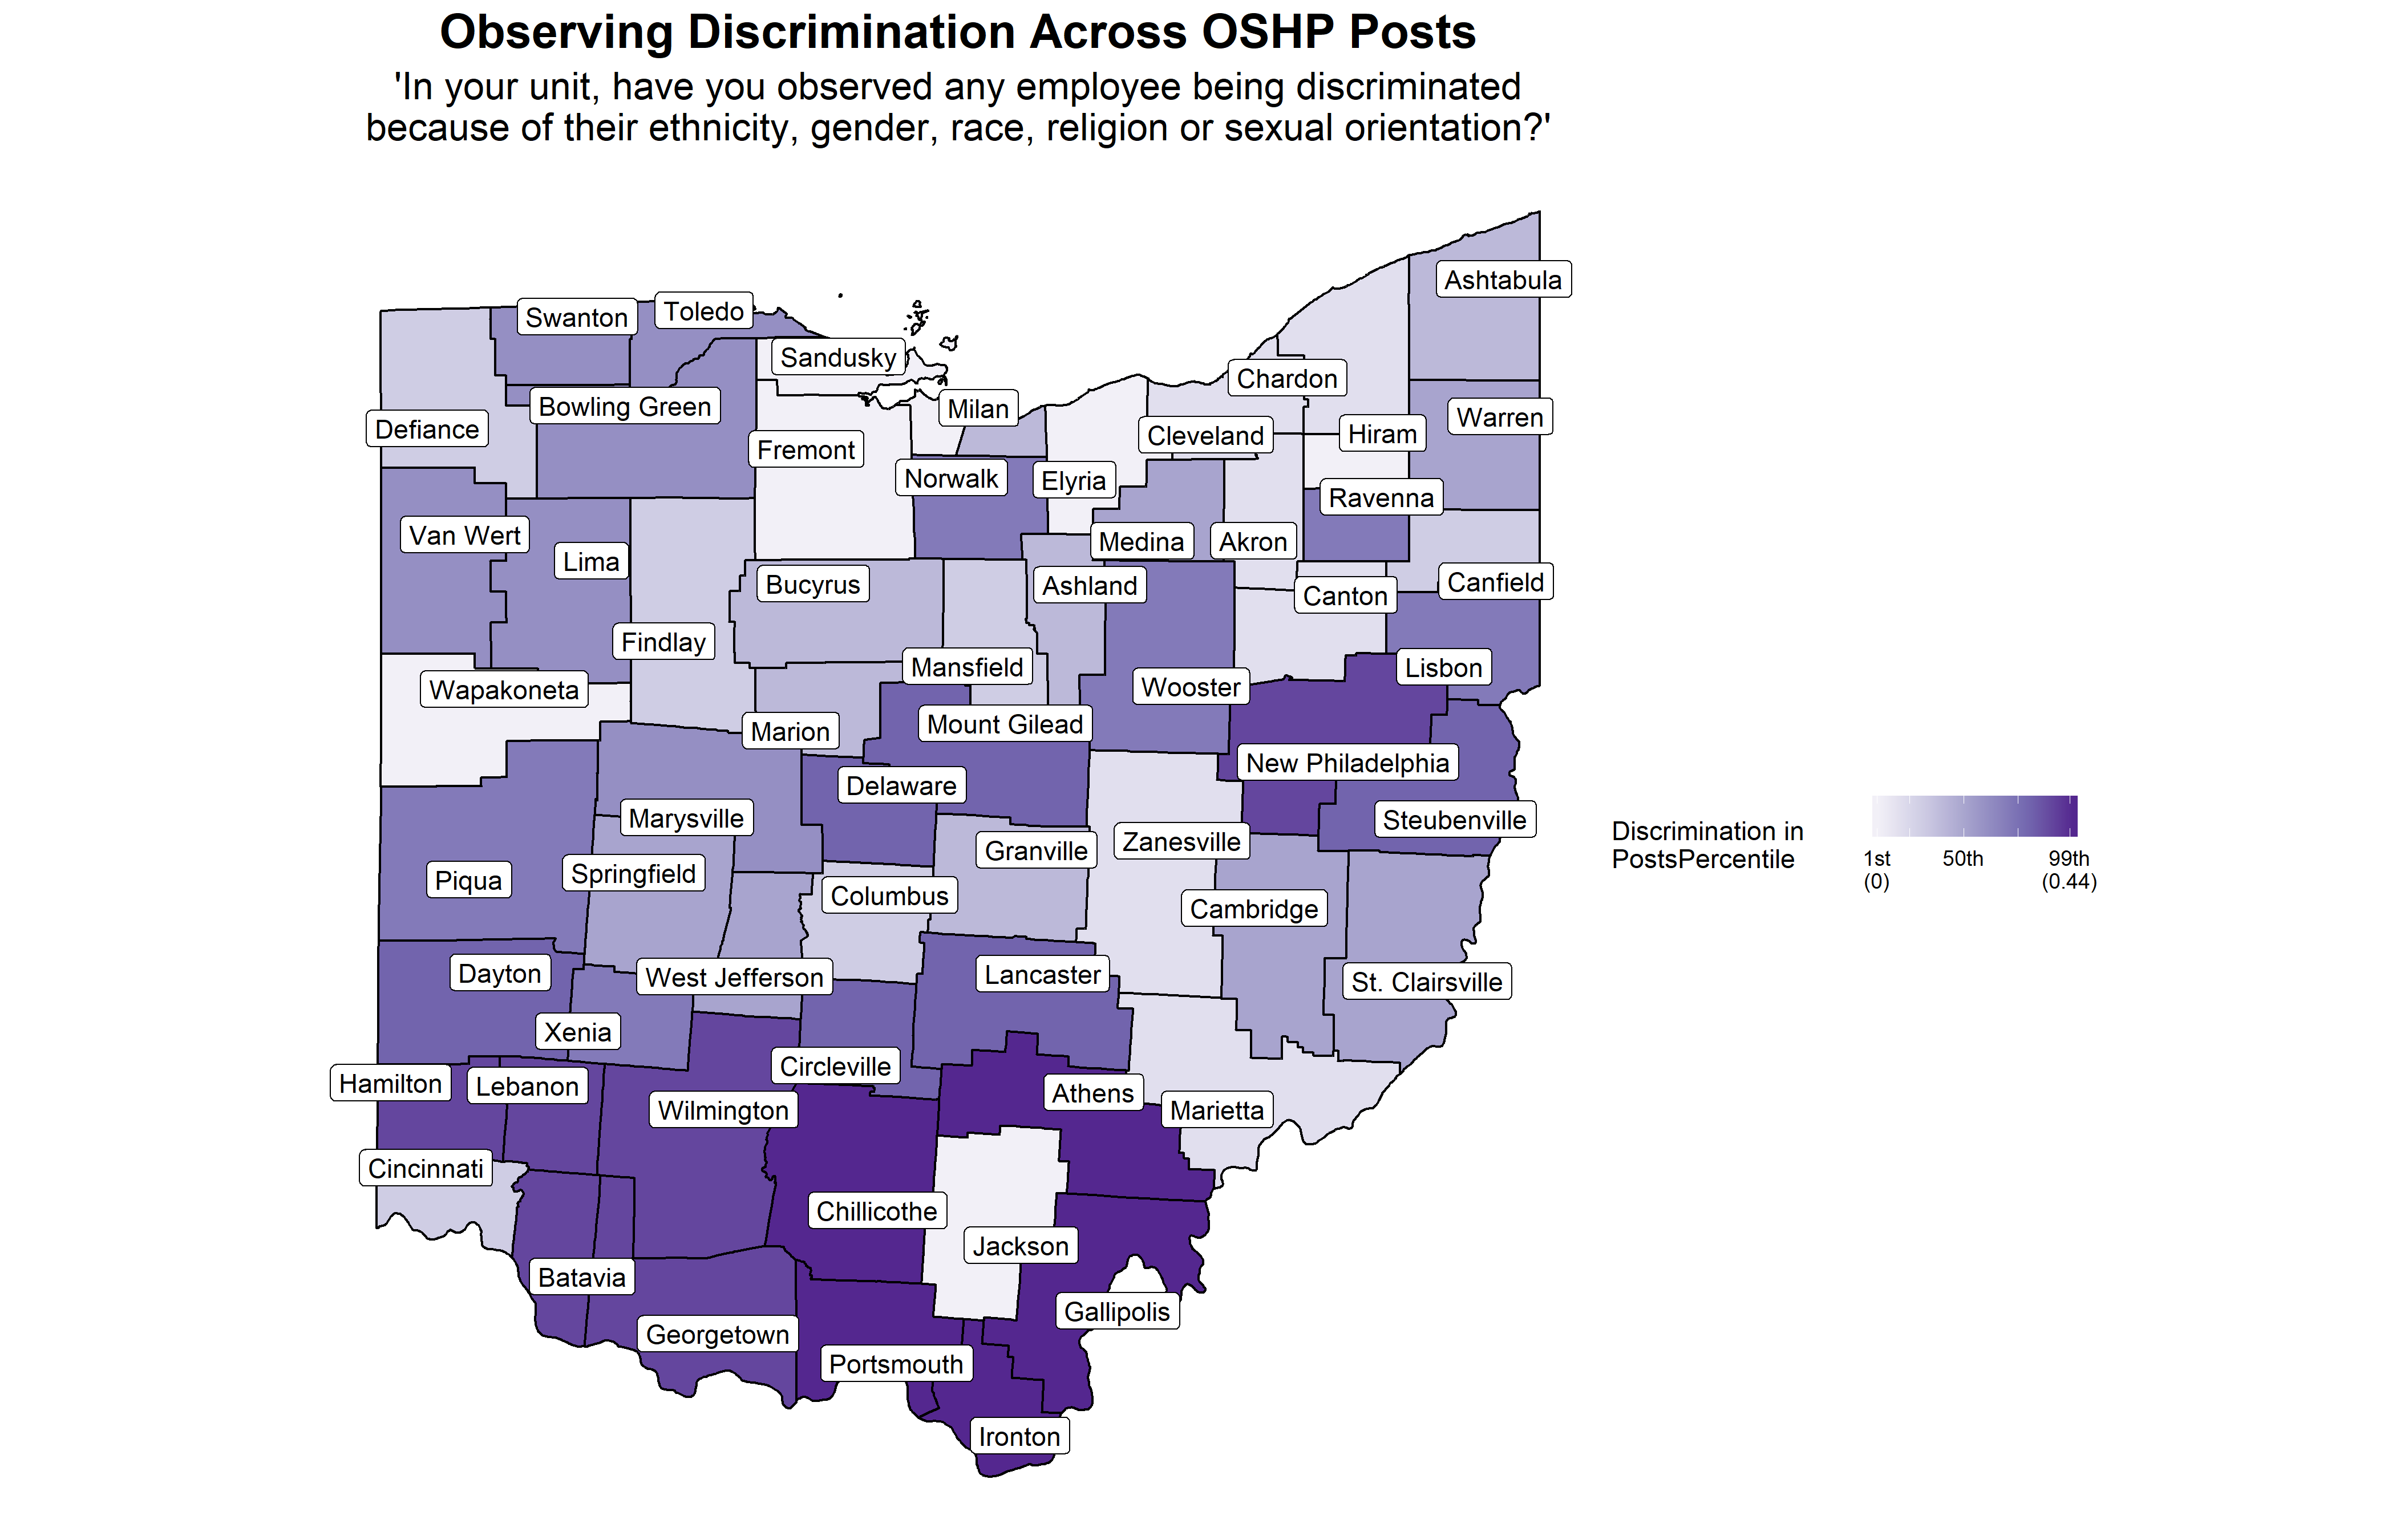 Observing Discrimination Across OSHP Posts
'In your unit, have you observed any employee being discriminated
because of their ethnicity, gender, race, religion or sexual orientation?'
Ashtabula
Swanton
Toledo
Sandusky
Chardon
Bowling Green
Milan
Warren
Defiance
Cleveland
Hiram
Fremont
Norwalk
Elyria
Ravenna
Van Wert
Medina
Akron
Lima
Bucyrus
Ashland
Canfield
Canton
Findlay
Mansfield
Lisbon
Wapakoneta
Wooster
Mount Gilead
Marion
New Philadelphia
Delaware
Marysville
Steubenville
Zanesville
Granville
Springfield
Piqua
Columbus
Cambridge
Dayton
West Jefferson
Lancaster
St. Clairsville
Xenia
Circleville
Hamilton
Lebanon
Athens
Wilmington
Marietta
Cincinnati
Chillicothe
Jackson
Batavia
Gallipolis
Georgetown
Portsmouth
Ironton
Discrimination in
PostsPercentile
1st 50th 99th
(0) (0.44)